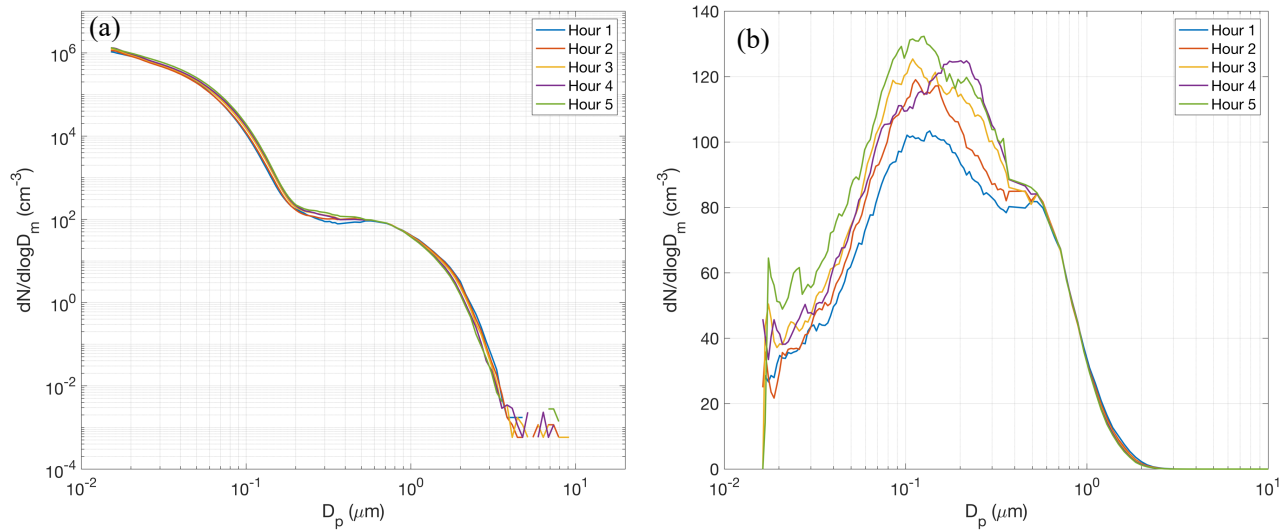 (a)
Hour 1
Hour 2
Hour 3
Hour 4
Hour 5
10^6
10^4
10^2
10^0
10^-2
10^-4
dN/dlogD_m (cm^-3)
10^-2
10^-1
10^0
10^1
D_p (μm)
(b)
Hour 1
Hour 2
Hour 3
Hour 4
Hour 5
140
120
100
80
60
40
20
0
dN/dlogD_m (cm^-3)
10^-2
10^-1
10^0
10^1
D_p (μm)